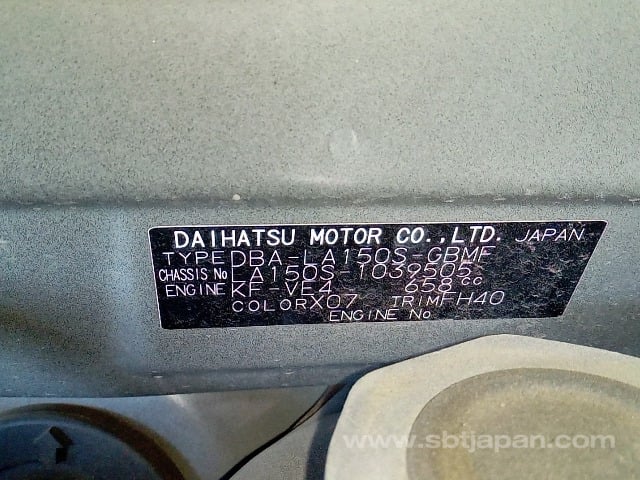 DAIHATSU MOTOR CO.,LTD. JAPAN
TYPE DBA-LA150S-GBMF
CHASSIS No LA150S-1039505
ENGINE KF-VE4 658cc
COLOR X07 TRIM FH40
ENGINE No
www.sbtjapan.com